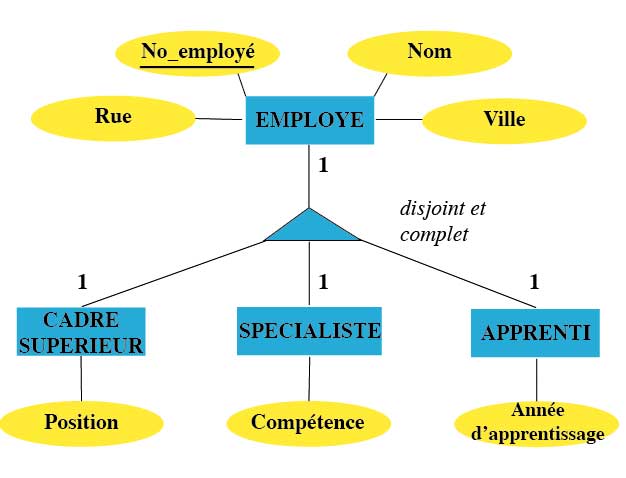 No_employé
Nom
Rue
EMPLOYE
Ville
1
disjoint et
complet
1
1
1
CADRE
SUPERIEUR
SPECIALISTE
APPRENTI
Position
Compétence
Année
d'apprentissage